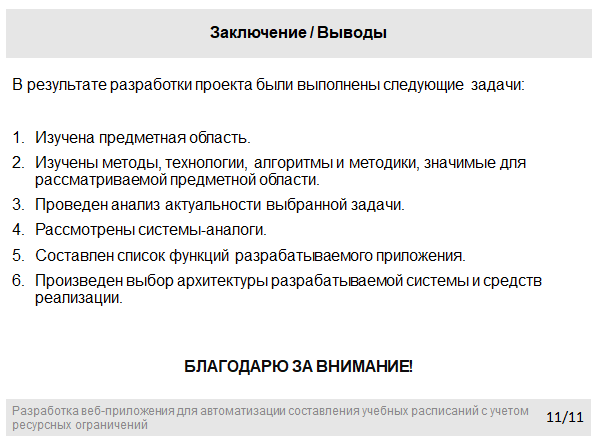 Заключение / Выводы
В результате разработки проекта были выполнены следующие задачи:
1. Изучена предметная область.
2. Изучены методы, технологии, алгоритмы и методики, значимые для
рассматриваемой предметной области.
3. Проведен анализ актуальности выбранной задачи.
4. Рассмотрены системы-аналоги.
5. Составлен список функций разрабатываемого приложения.
6. Произведен выбор архитектуры разрабатываемой системы и средств
реализации.
БЛАГОДАРЮ ЗА ВНИМАНИЕ!
Разработка веб-приложения для автоматизации составления учебных расписаний с учетом
ресурсных ограничений
11/11